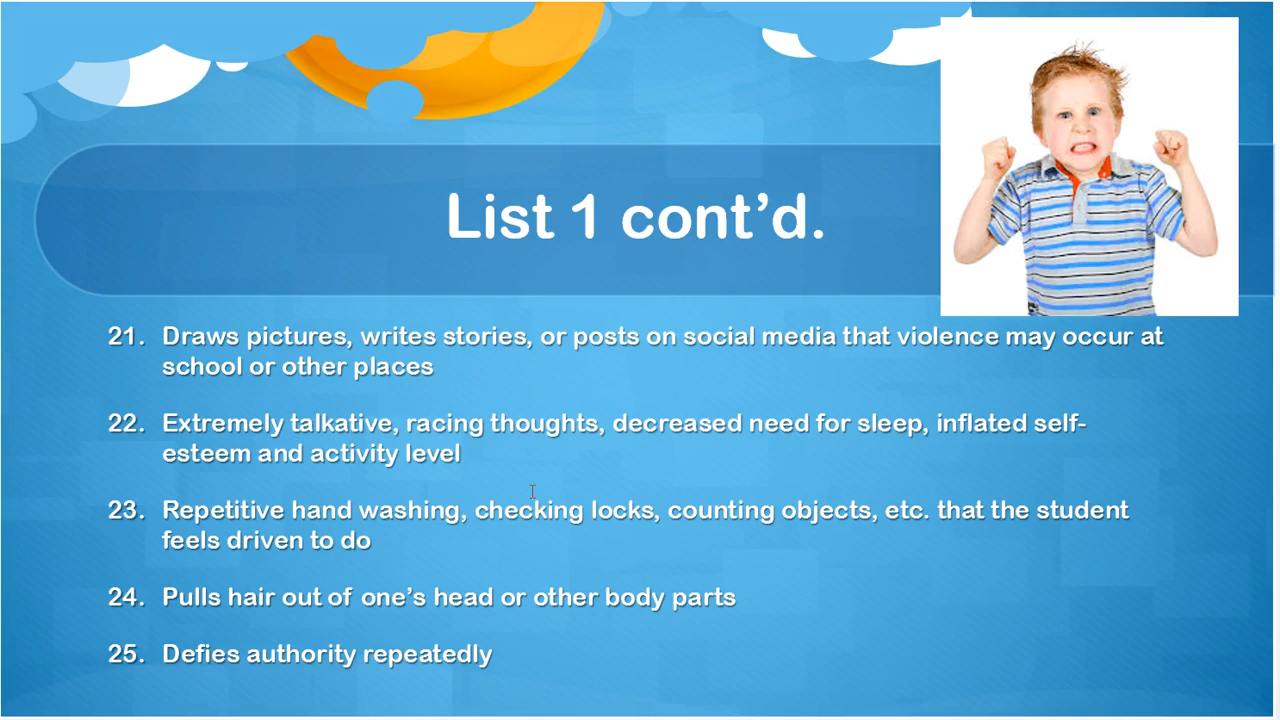 List 1 cont’d.
21. Draws pictures, writes stories, or posts on social media that violence may occur at
school or other places
22. Extremely talkative, racing thoughts, decreased need for sleep, inflated self-
esteem and activity level
23. Repetitive hand washing, checking locks, counting objects, etc. that the student
feels driven to do
24. Pulls hair out of one’s head or other body parts
25. Defies authority repeatedly